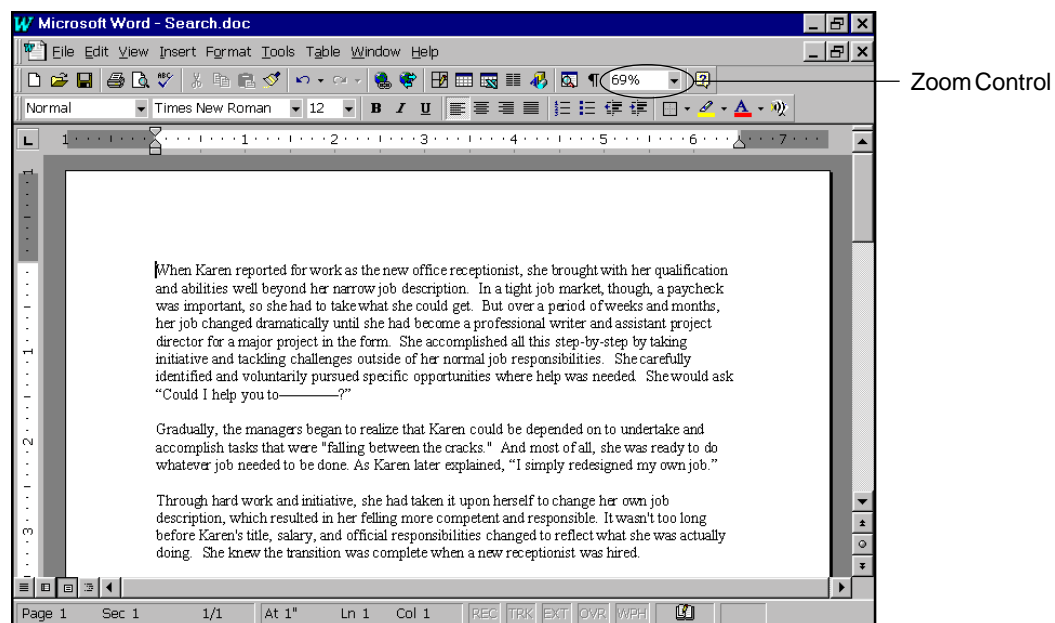 Microsoft Word - Search.doc
File Edit View Insert Format Tools Table Window Help
69%
Zoom Control
Normal Times New Roman 12 B I U A
L 1 1 2 3 4 5 6 7
When Karen reported for work as the new office receptionist, she brought with her qualification
and abilities well beyond her narrow job description. In a tight job market, though, a paycheck
was important, so she had to take what she could get. But over a period of weeks and months,
her job changed dramatically until she had become a professional writer and assistant project
director for a major project in the form. She accomplished all this step-by-step by taking
initiative and tackling challenges outside of her normal job responsibilities. She carefully
identified and voluntarily pursued specific opportunities where help was needed. She would ask
“Could I help you to————?”
Gradually, the managers began to realize that Karen could be depended on to undertake and
accomplish tasks that were "falling between the cracks." And most of all, she was ready to do
whatever job needed to be done. As Karen later explained, “I simply redesigned my own job.”
Through hard work and initiative, she had taken it upon herself to change her own job
description, which resulted in her felling more competent and responsible. It wasn't too long
before Karen's title, salary, and official responsibilities changed to reflect what she was actually
doing. She knew the transition was complete when a new receptionist was hired.
1
2
3
Page 1 Sec 1 1/1 At 1" Ln 1 Col 1 REC TRK EXT OVR WPH